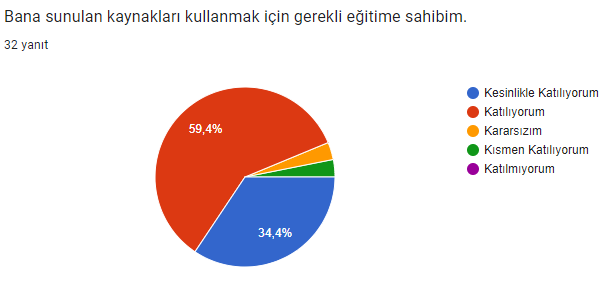 Bana sunulan kaynakları kullanmak için gerekli eğitime sahibim.
32 yanıt
59,4%
34,4%
Kesinlikle Katılıyorum
Katılıyorum
Kararsızım
Kısmen Katılıyorum
Katılmıyorum